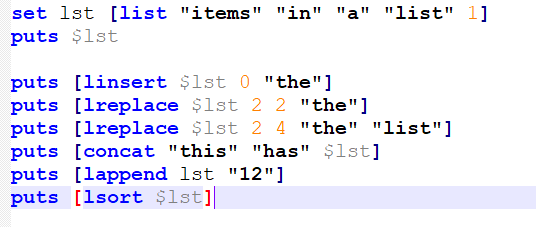 set lst [list "items" "in" "a" "list" 1]
puts $lst
puts [linsert $lst 0 "the"]
puts [lreplace $lst 2 2 "the"]
puts [lreplace $lst 2 4 "the" "list"]
puts [concat "this" "has" $lst]
puts [lappend lst "12"]
puts [lsort $lst]